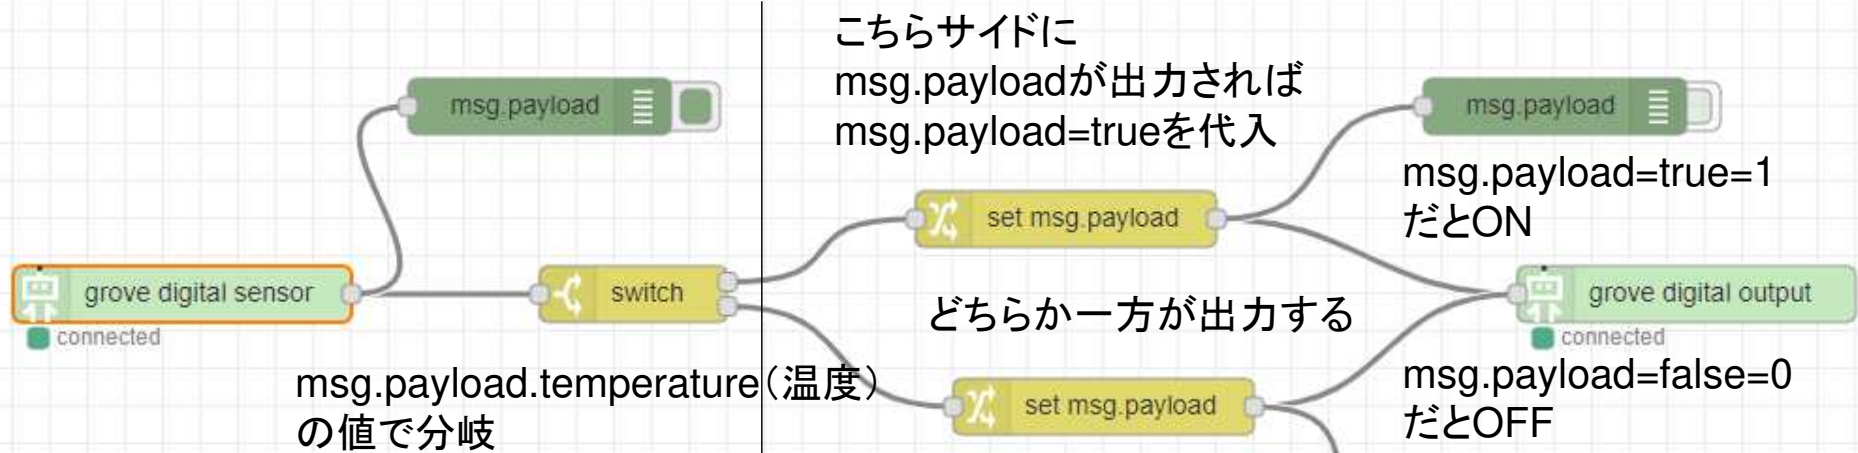 こちらサイドに
msg.payloadが出力されば
msg.payload=trueを代入
msg.payload
msg.payload
msg.payload=true=1
だとON
set msg.payload
grove digital sensor
switch
grove digital output
connected
どちらか一方が出力する
connected
msg.payload.temperature（温度）
の値で分岐
set msg.payload
msg.payload=false=0
だとOFF